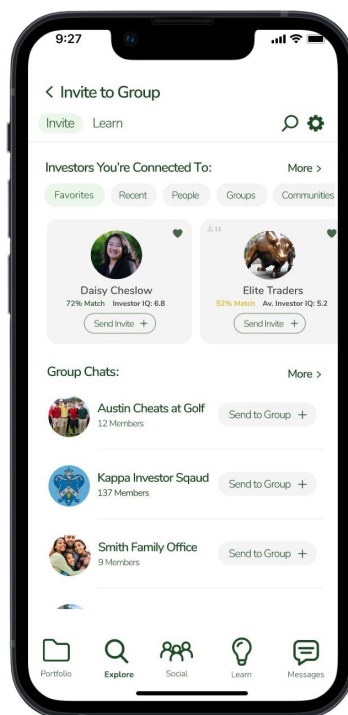 9:27
< Invite to Group
Invite Learn
Investors You're Connected To: More >
Favorites Recent People Groups Communities
11
Daisy Cheslow
72% Match Investor IQ: 6.8
Send Invite +
Elite Traders
52% Match Av. Investor IQ: 5.2
Send Invite +
Group Chats: More >
Austin Cheats at Golf
12 Members
Send to Group +
Kappa Investor Sqaud
137 Members
Send to Group +
Smith Family Office
9 Members
Send to Group +
Portfolio Explore Social Learn Messages